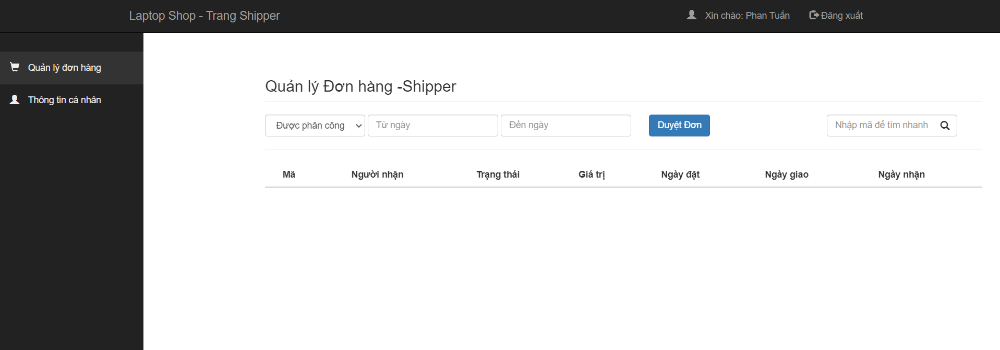 Laptop Shop - Trang Shipper
Xin chào: Phan Tuấn
Đăng xuất
Quản lý đơn hàng
Thông tin cá nhân
Quản lý Đơn hàng -Shipper
Được phân công
Từ ngày
Đến ngày
Duyệt Đơn
Nhập mã để tìm nhanh
Mã Người nhận Trạng thái Giá trị Ngày đặt Ngày giao Ngày nhận